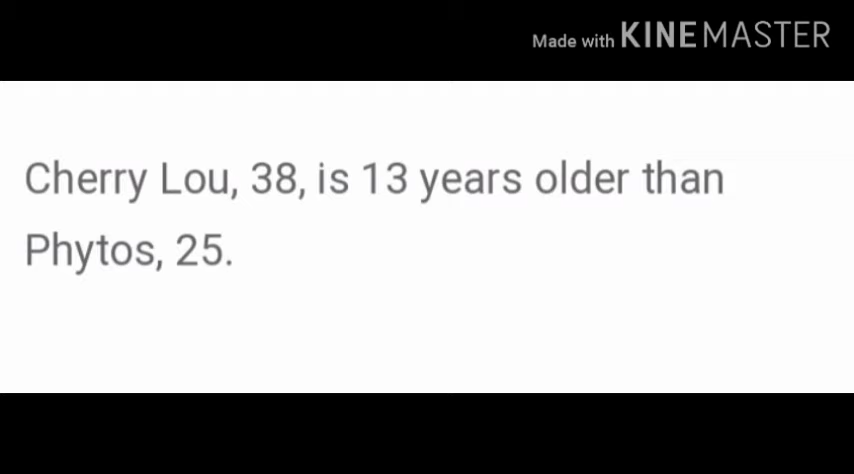 Made with KINEMASTER
Cherry Lou, 38, is 13 years older than
Phytos, 25.